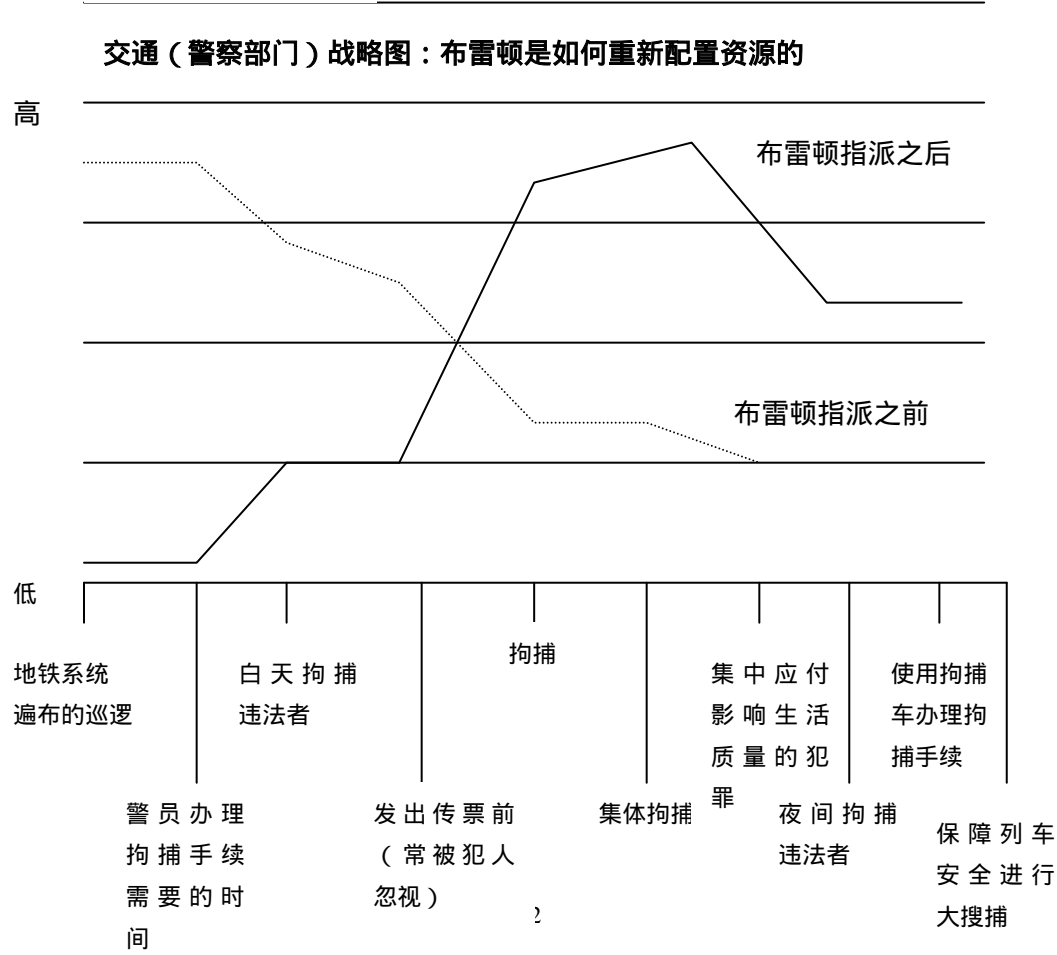 交通（警察部门）战略图：布雷顿是如何重新配置资源的
高
布雷顿指派之后
布雷顿指派之前
低
地铁系统
遍布的巡逻
警员办理
拘捕手续
需要的时
间
白天拘捕
违法者
发出传票前
（常被犯人
忽视）
拘捕
集体拘捕
集中应付
影响生活
质量的犯
罪
夜间拘捕
违法者
使用拘捕
车办理拘
捕手续
保障列车
安全进行
大搜捕
2